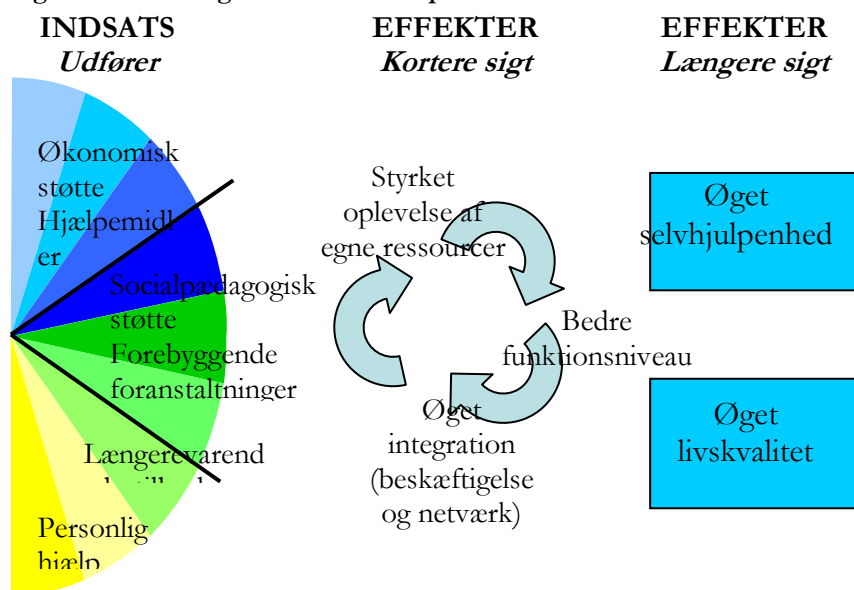 INDSATS
Udfører
Økonomisk
støtte
Hjælpemidl
er
Socialpædagogisk
støtte
Forebyggende
foranstaltninger
Længerevarend
Personlig
hjælp
EFFEKTER
Kortere sigt
Styrket
oplevelse af
egne ressourcer
Bedre
funktionsniveau
Øget
integration
(beskæftigelse
og netværk)
EFFEKTER
Længere sigt
Øget
selvhjulpenhed
Øget
livskvalitet